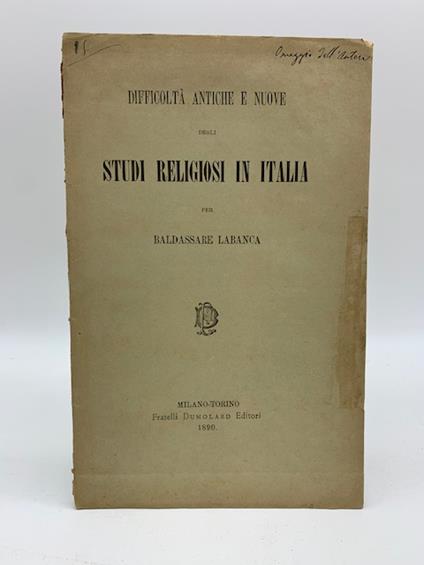 95 Omaggio dell'Autore
DIFFICOLTÀ ANTICHE E NUOVE
DEGLI
STUDI RELIGIOSI IN ITALIA
PER
BALDASSARE LABANCA
MILANO-TORINO
Fratelli DUMOLARD Editori
1890.